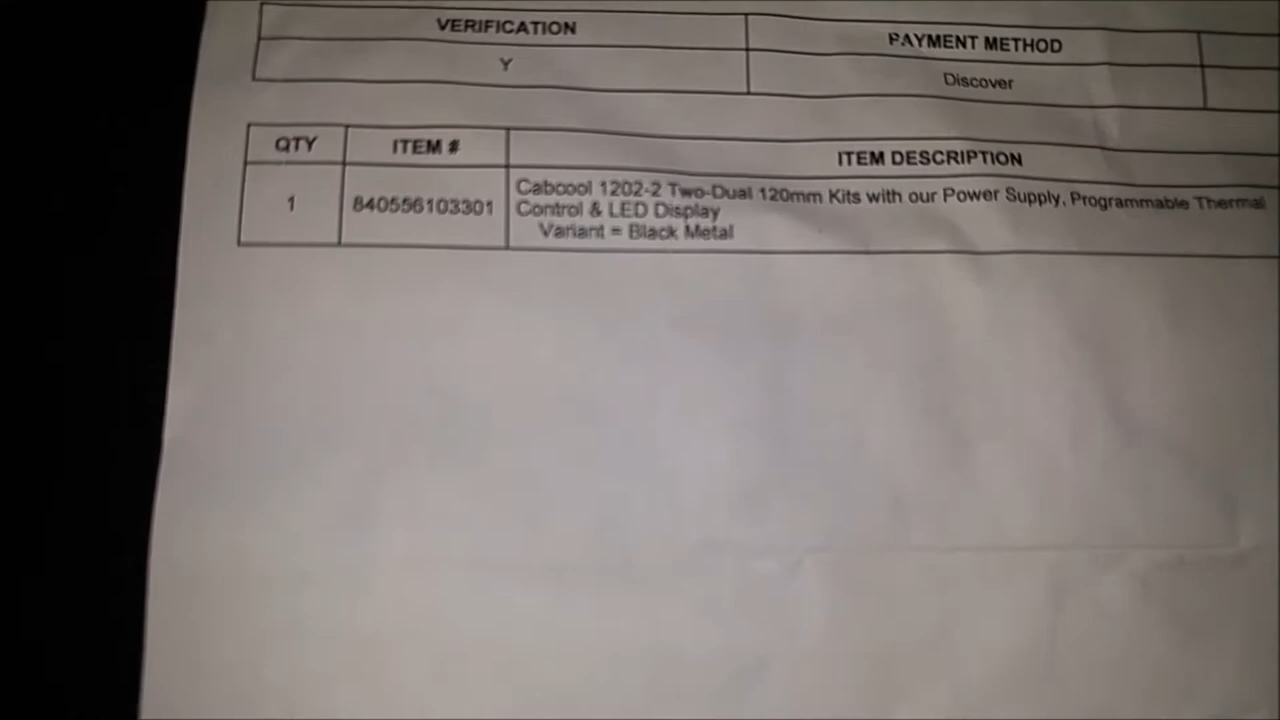 VERIFICATION PAYMENT METHOD
Y Discover
QTY ITEM # ITEM DESCRIPTION
1 840556103301 Cabcool 1202-2 Two-Dual 120mm Kits with our Power Supply, Programmable Thermal
Control & LED Display
Variant = Black Metal